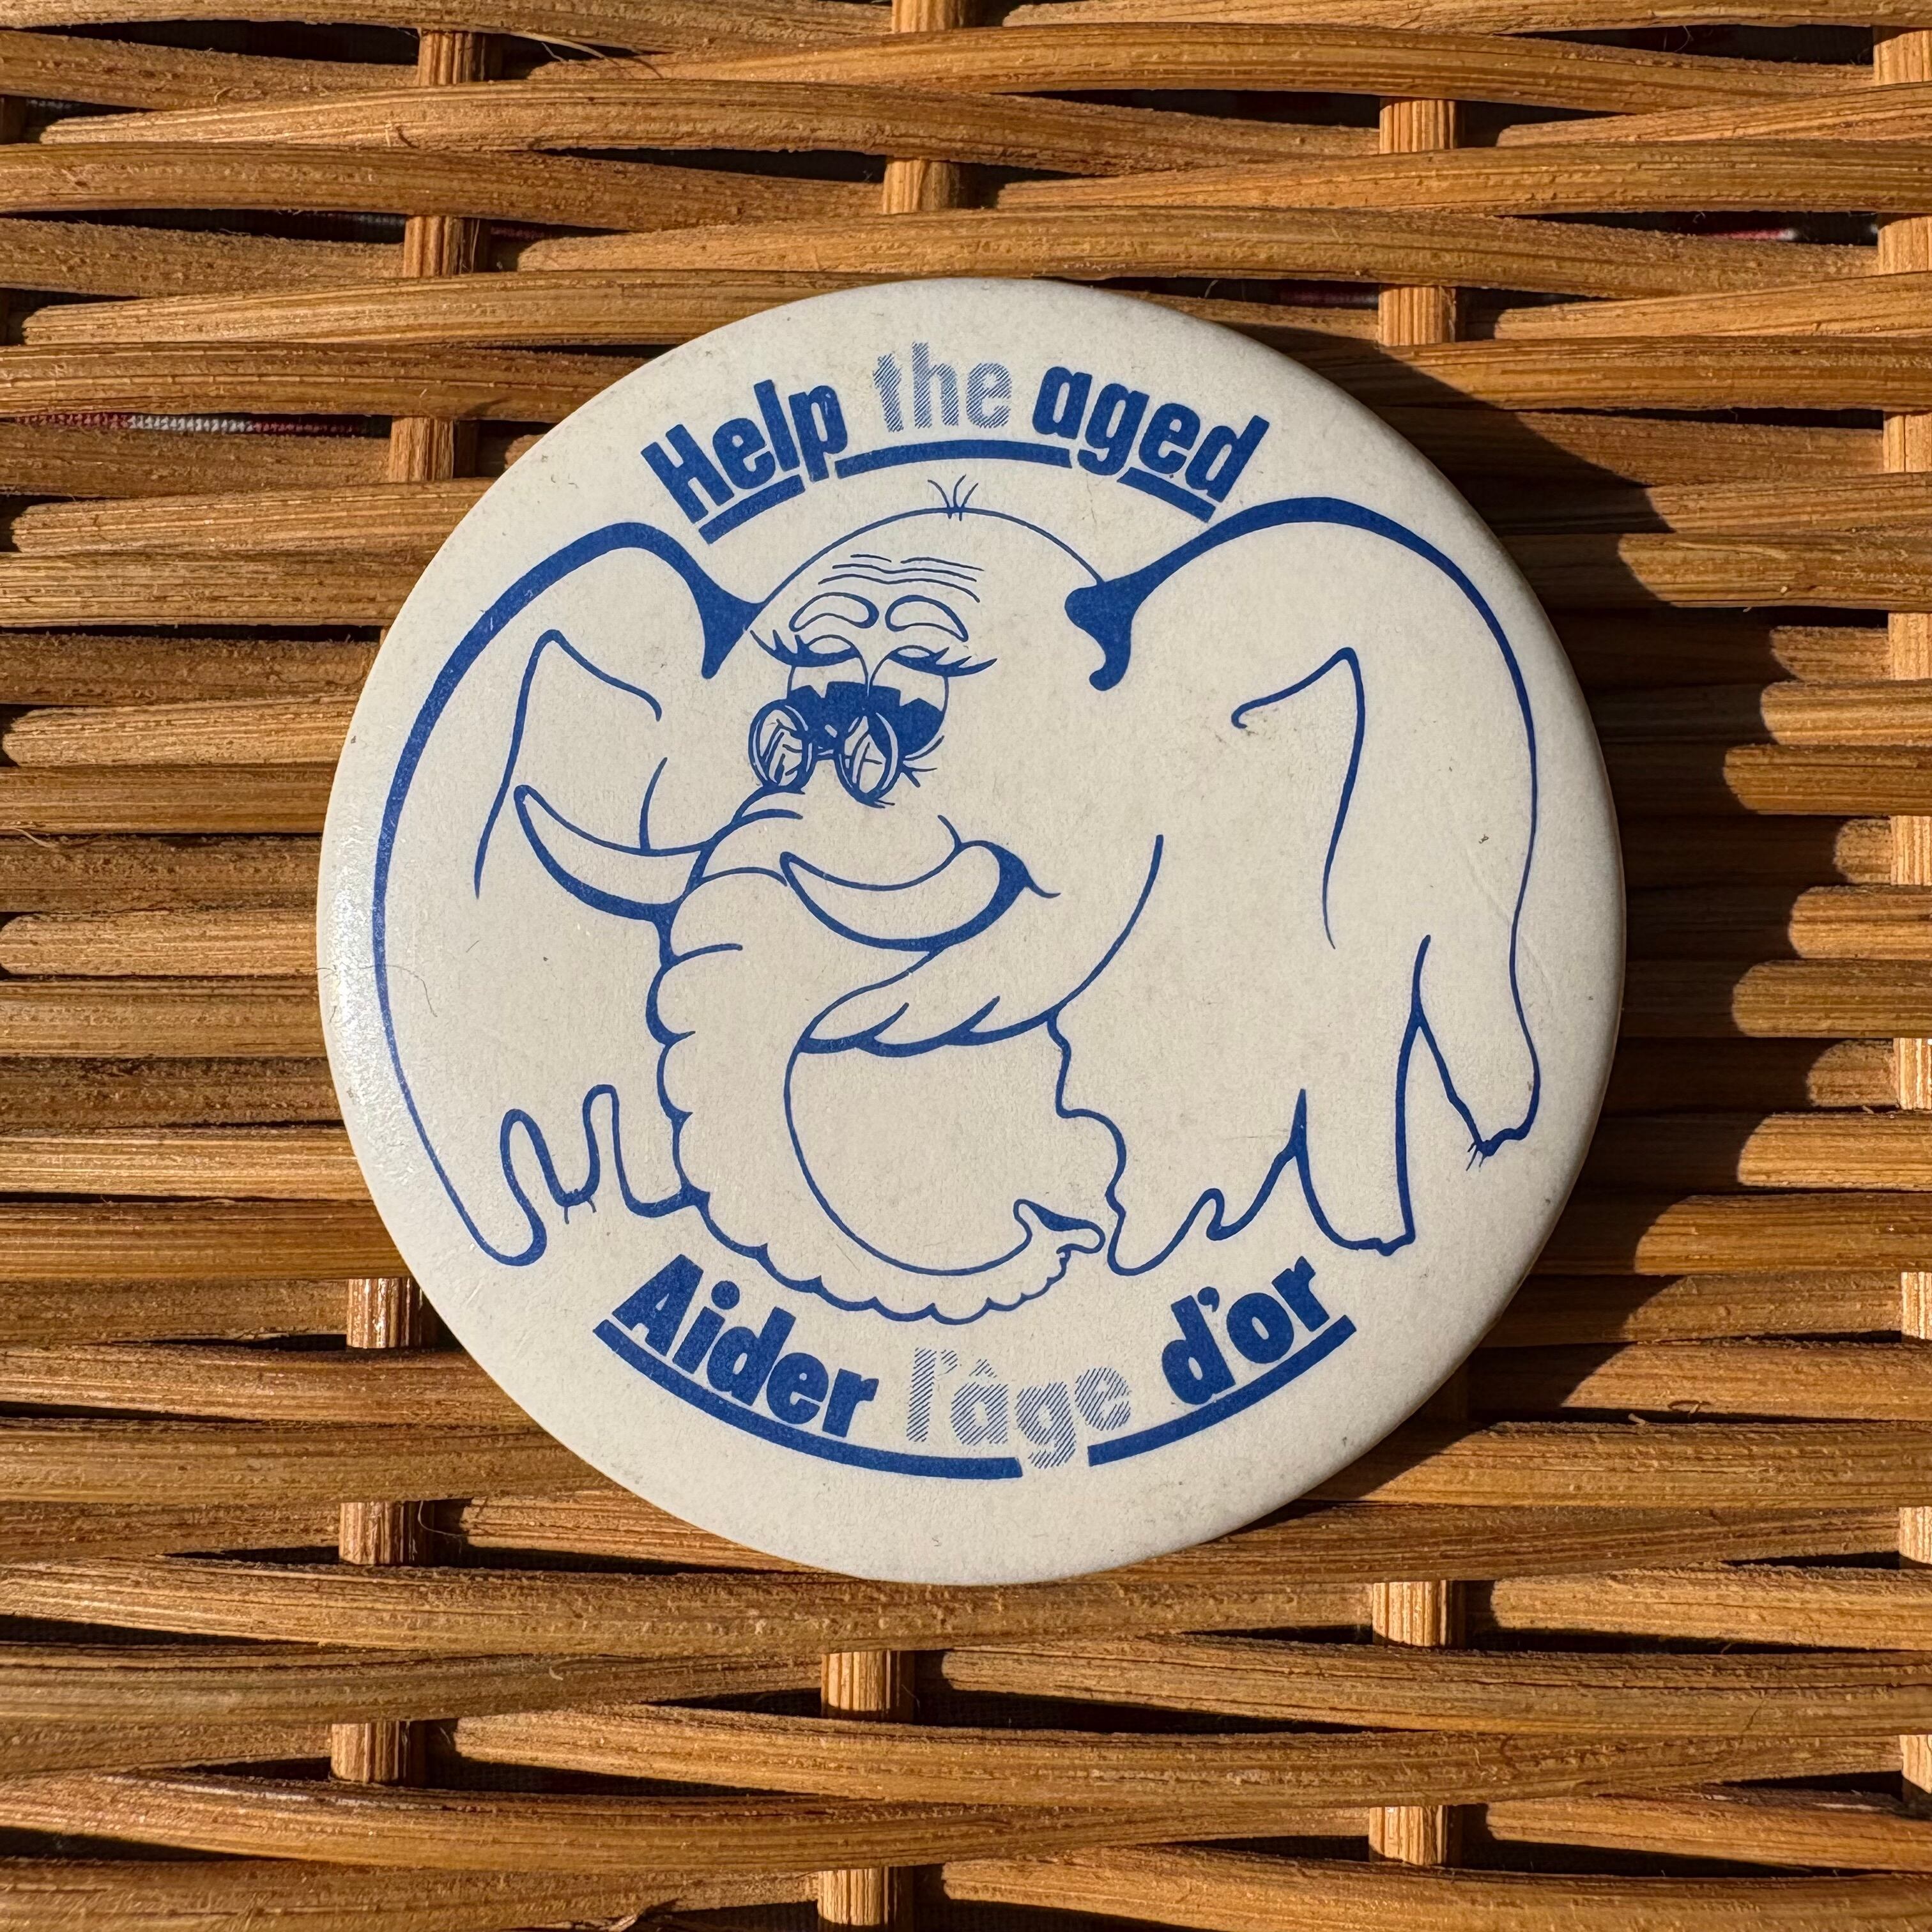 Help the aged
Aider l'âge d'or